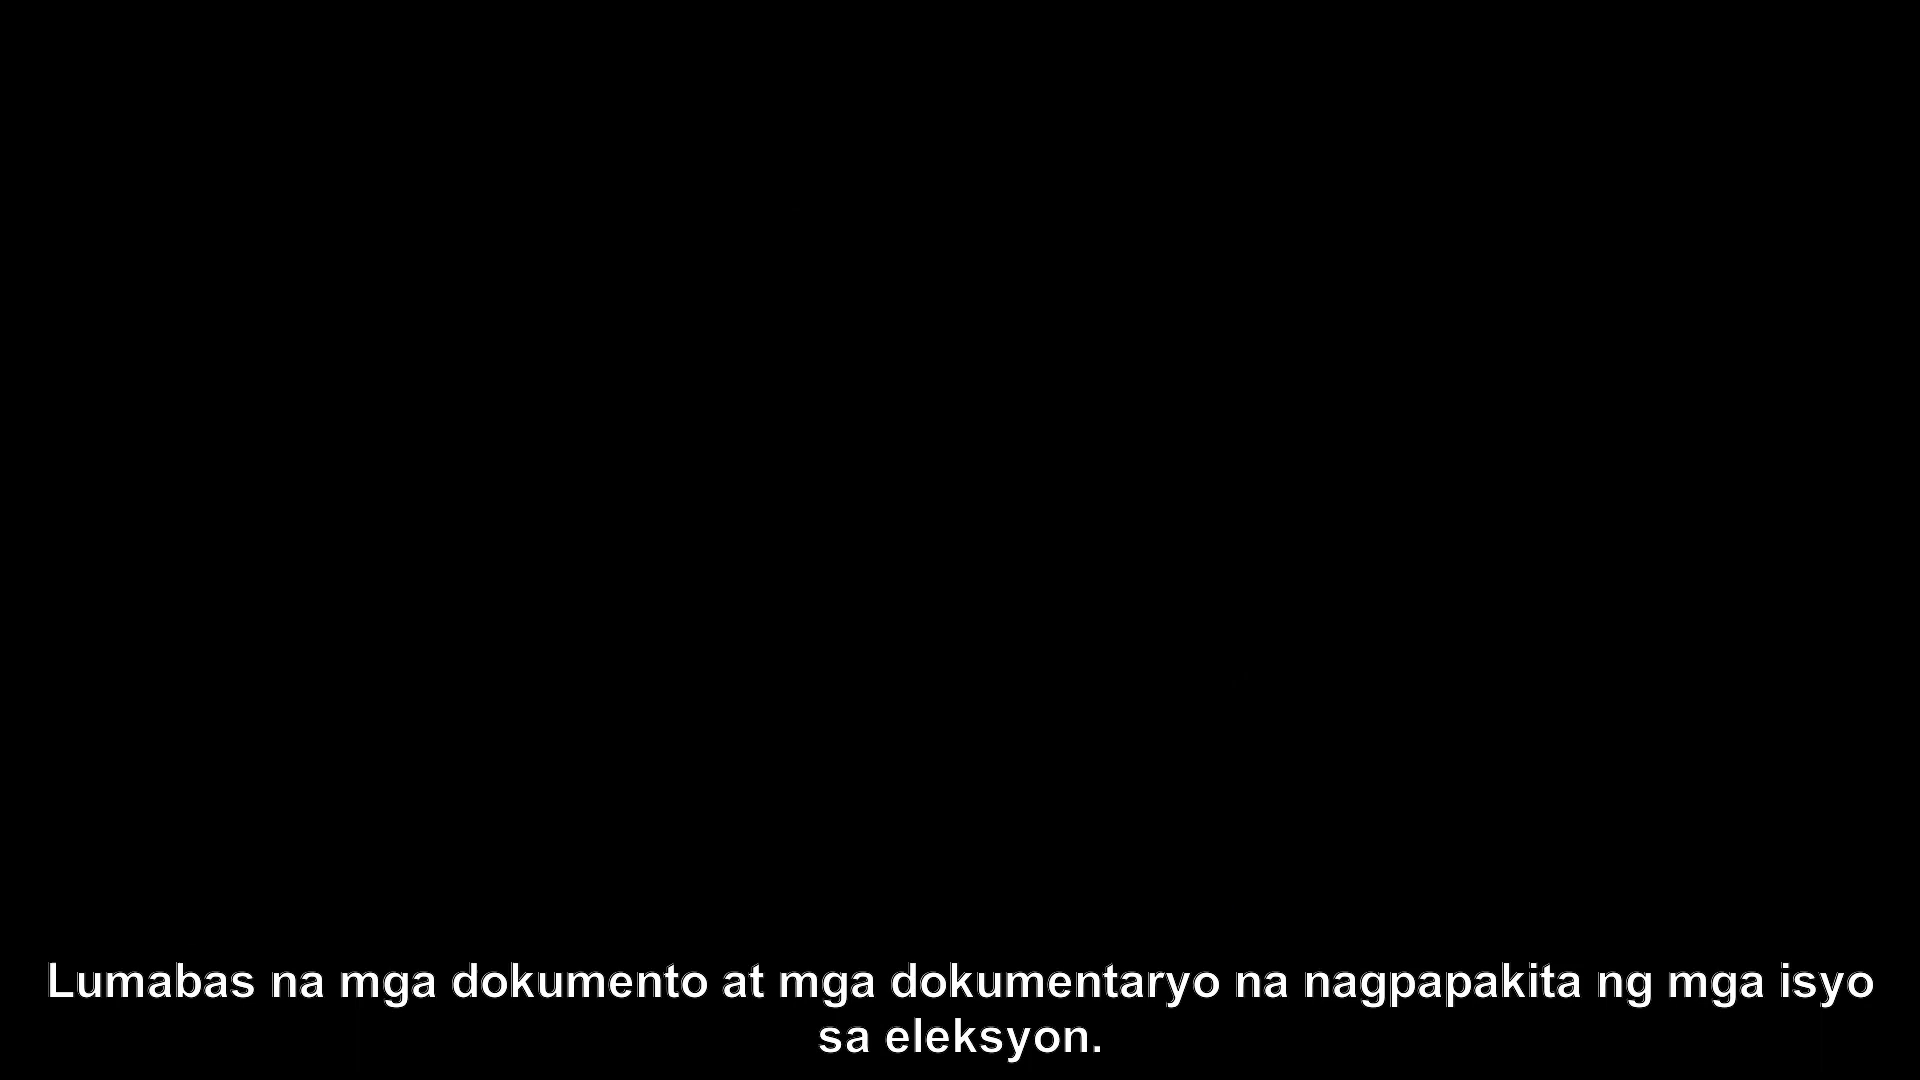 Lumabas na mga dokumento at mga dokumentaryo na nagpapakita ng mga isyo
sa eleksyon.